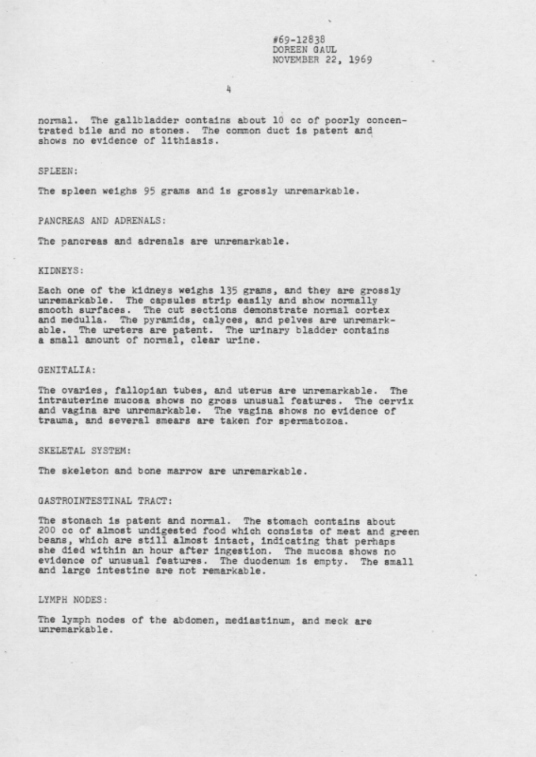 #69-12838
DOREEN GAUL
NOVEMBER 22, 1969
4
normal. The gallbladder contains about 10 cc of poorly concen-
trated bile and no stones. The common duct is patent and
shows no evidence of lithiasis.
SPLEEN:
The spleen weighs 95 grams and is grossly unremarkable.
PANCREAS AND ADRENALS:
The pancreas and adrenals are unremarkable.
KIDNEYS:
Each one of the kidneys weighs 135 grams, and they are grossly
unremarkable. The capsules strip easily and show normally
smooth surfaces. The cut sections demonstrate normal cortex
and medulla. The pyramids, calyces, and pelves are unremark-
able. The ureters are patent. The urinary bladder contains
a small amount of normal, clear urine.
GENITALIA:
The ovaries, fallopian tubes, and uterus are unremarkable. The
intrauterine mucosa shows no gross unusual features. The cervix
and vagina are unremarkable. The vagina shows no evidence of
trauma, and several smears are taken for spermatozoa.
SKELETAL SYSTEM:
The skeleton and bone marrow are unremarkable.
GASTROINTESTINAL TRACT:
The stonach is patent and normal. The stomach contains about
200 cc of almost undigested food which consists of meat and green
beans, which are still almost intact, indicating that perhaps
she died within an hour after ingestion. The mucosa shows no
evidence of unusual features. The duodenum is empty. The small
and large intestine are not remarkable.
LYMPH NODES:
The lymph nodes of the abdomen, mediastinum, and meck are
unremarkable.